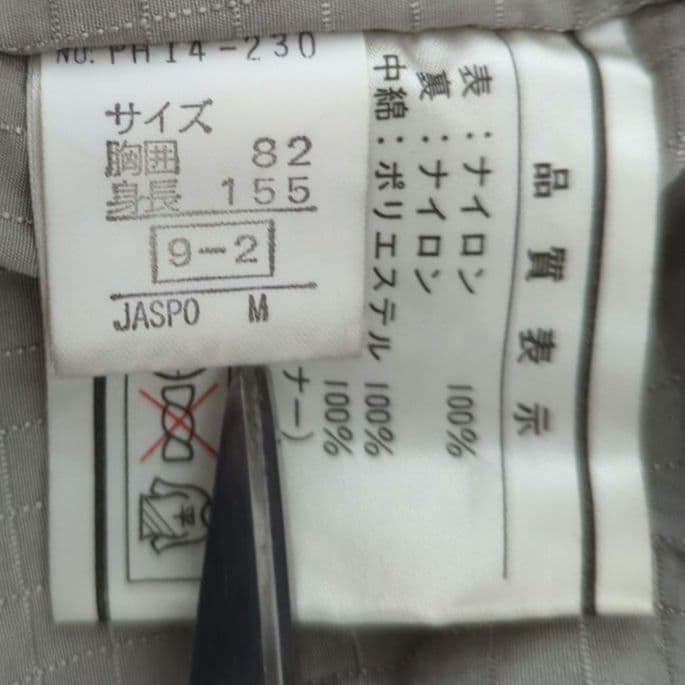 NO. PH14-230
サイズ
胸囲 82
身長 155
9-2
JASPO M
品質表示
表：ナイロン 100%
裏：ナイロン
中綿：ポリエステル 100%
100%
ナー)
平